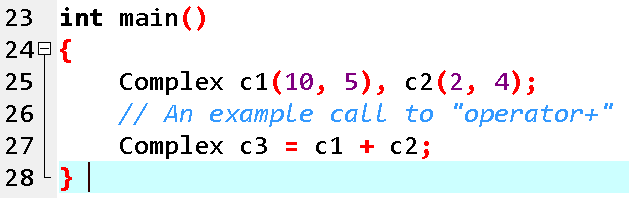 23 int main()
24 {
25     Complex c1(10, 5), c2(2, 4);
26     // An example call to "operator+"
27     Complex c3 = c1 + c2;
28 }